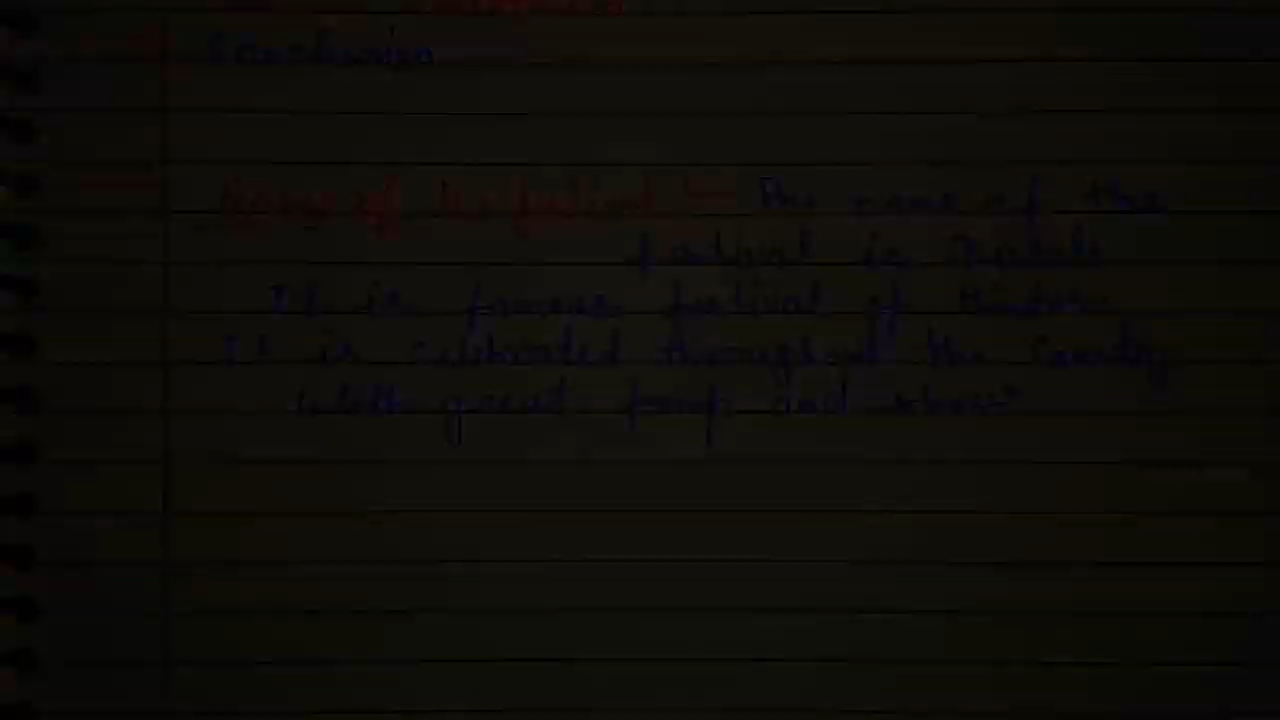 Conclusion
Name of the festival :- The name of the
festival is
It is famous festival of Hindus.
It is celebrated throughout the country
with great pomp and show